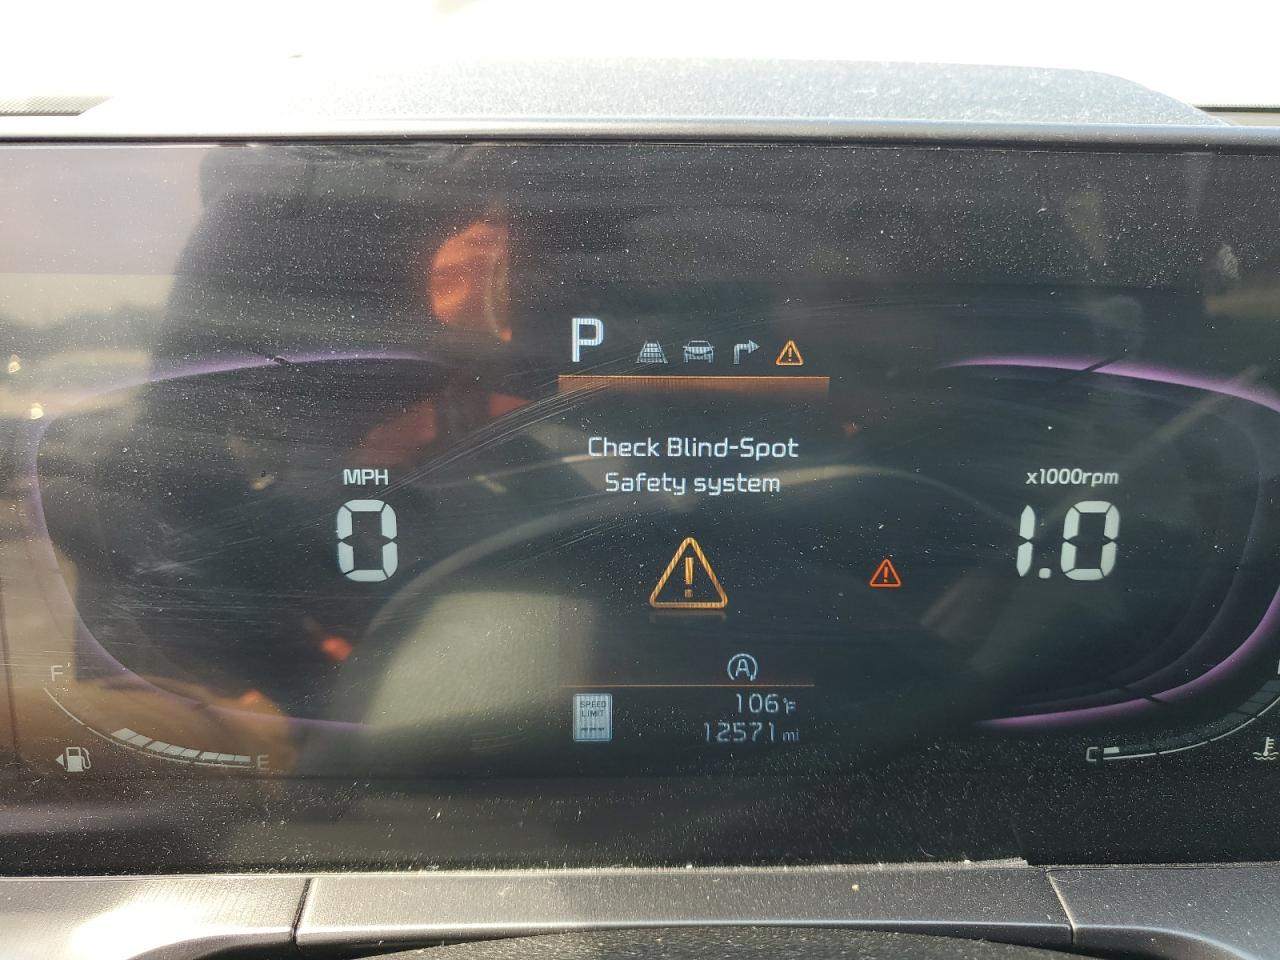 P
Check Blind-Spot
Safety system
MPH
0
x1000rpm
1.0
F
E
A
SPEED
LIMIT
---
106°F
12571 mi
C